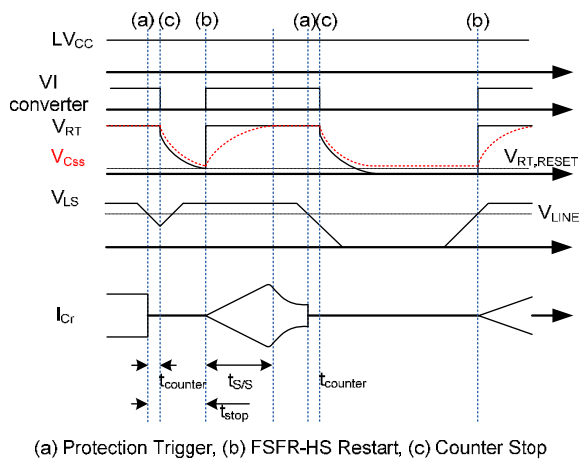 (a) (c) (b) (a) (c) (b)
LVCC
VI
converter
VRT
VCss
VRT,RESET
VLS
VLINE
ICr
tcounter tS/S tcounter
tstop
(a) Protection Trigger, (b) FSFR-HS Restart, (c) Counter Stop